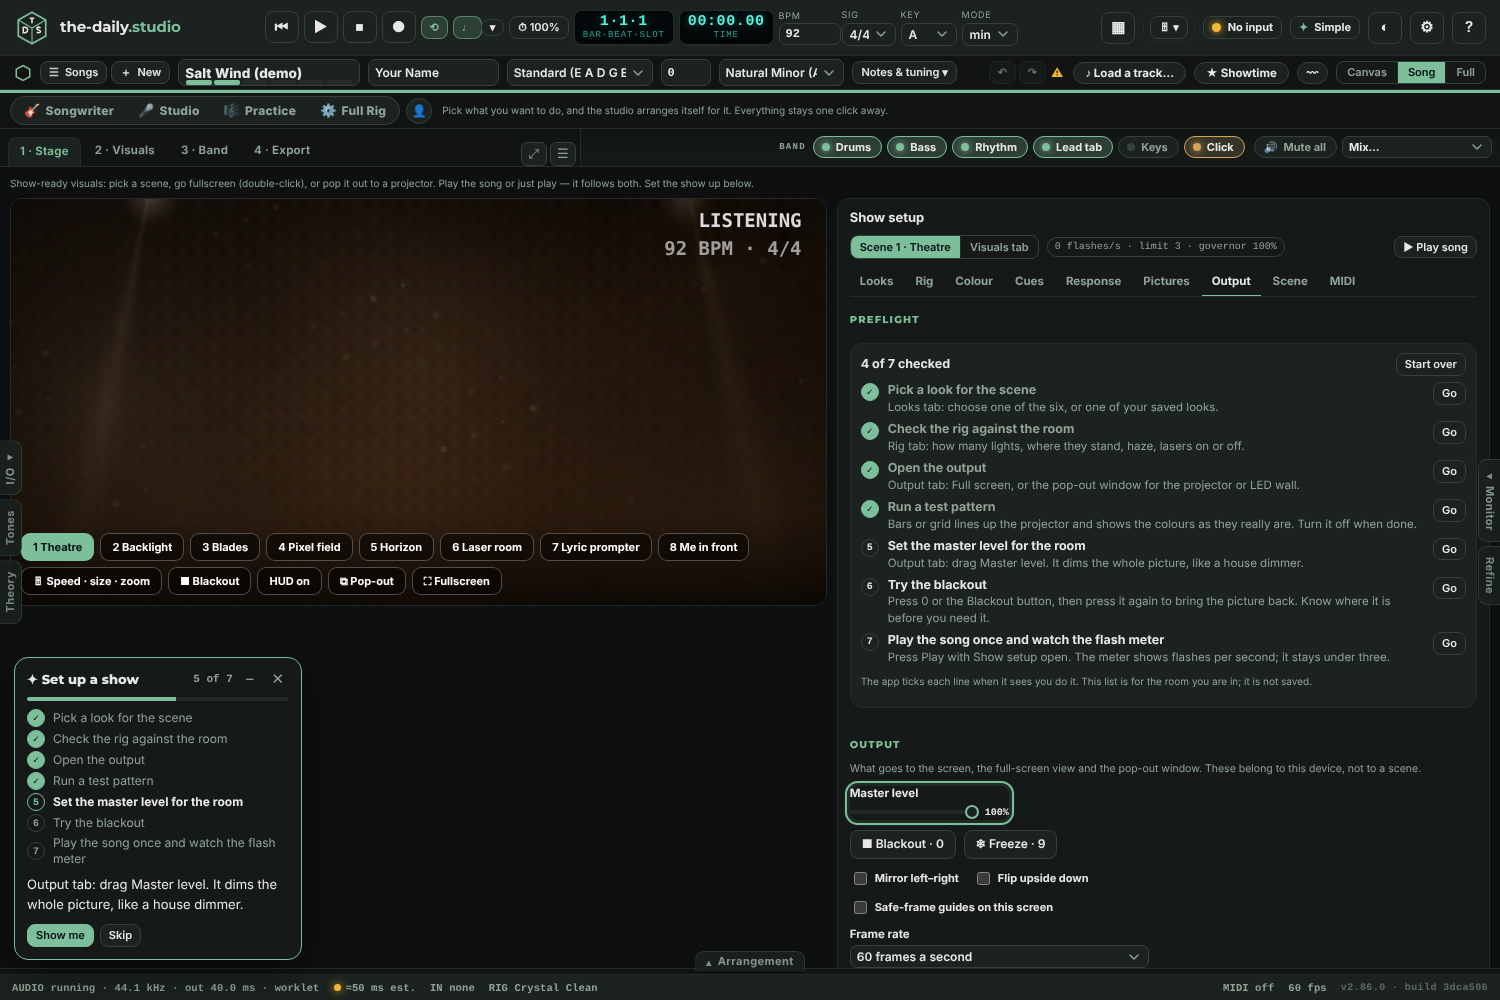 the-daily.studio
100%
1·1·1
BAR·BEAT·SLOT
00:00.00
TIME
BPM
92
SIG
4/4
KEY
A
MODE
min
No input
Simple
?
Songs
+ New
Salt Wind (demo)
Your Name
Standard (E A D G E
0
Natural Minor (A
Notes & tuning
Load a track…
Showtime
Canvas
Song
Full
Songwriter
Studio
Practice
Full Rig
Pick what you want to do, and the studio arranges itself for it. Everything stays one click away.
1 · Stage
2 · Visuals
3 · Band
4 · Export
BAND
Drums
Bass
Rhythm
Lead tab
Keys
Click
Mute all
Mix…
Show-ready visuals: pick a scene, go fullscreen (double-click), or pop it out to a projector. Play the song or just play — it follows both. Set the show up below.
LISTENING
92 BPM · 4/4
I/O
Tones
Theory
1 Theatre
2 Backlight
3 Blades
4 Pixel field
5 Horizon
6 Laser room
7 Lyric prompter
8 Me in front
Speed · size · zoom
Blackout
HUD on
Pop-out
Fullscreen
Show setup
Scene 1 · Theatre
Visuals tab
0 flashes/s · limit 3 · governor 100%
Play song
Looks
Rig
Colour
Cues
Response
Pictures
Output
Scene
MIDI
PREFLIGHT
4 of 7 checked
Start over
Pick a look for the scene
Looks tab: choose one of the six, or one of your saved looks.
Go
Check the rig against the room
Rig tab: how many lights, where they stand, haze, lasers on or off.
Go
Open the output
Output tab: Full screen, or the pop-out window for the projector or LED wall.
Go
Run a test pattern
Bars or grid lines up the projector and shows the colours as they really are. Turn it off when done.
Go
5
Set the master level for the room
Output tab: drag Master level. It dims the whole picture, like a house dimmer.
Go
6
Try the blackout
Press 0 or the Blackout button, then press it again to bring the picture back. Know where it is
before you need it.
Go
7
Play the song once and watch the flash meter
Press Play with Show setup open. The meter shows flashes per second; it stays under three.
Go
The app ticks each line when it sees you do it. This list is for the room you are in; it is not saved.
Monitor
Refine
OUTPUT
What goes to the screen, the full-screen view and the pop-out window. These belong to this device, not to a scene.
Master level
100%
Blackout · 0
Freeze · 9
Mirror left–right
Flip upside down
Safe-frame guides on this screen
Frame rate
60 frames a second
Set up a show
5 of 7
Pick a look for the scene
Check the rig against the room
Open the output
Run a test pattern
5
Set the master level for the room
6
Try the blackout
7
Play the song once and watch the flash
meter
Output tab: drag Master level. It dims the
whole picture, like a house dimmer.
Show me
Skip
Arrangement
AUDIO running · 44.1 kHz · out 40.0 ms · worklet
≈50 ms est.
IN none
RIG Crystal Clean
MIDI off
60 fps
v2.86.0 · build 3dca506